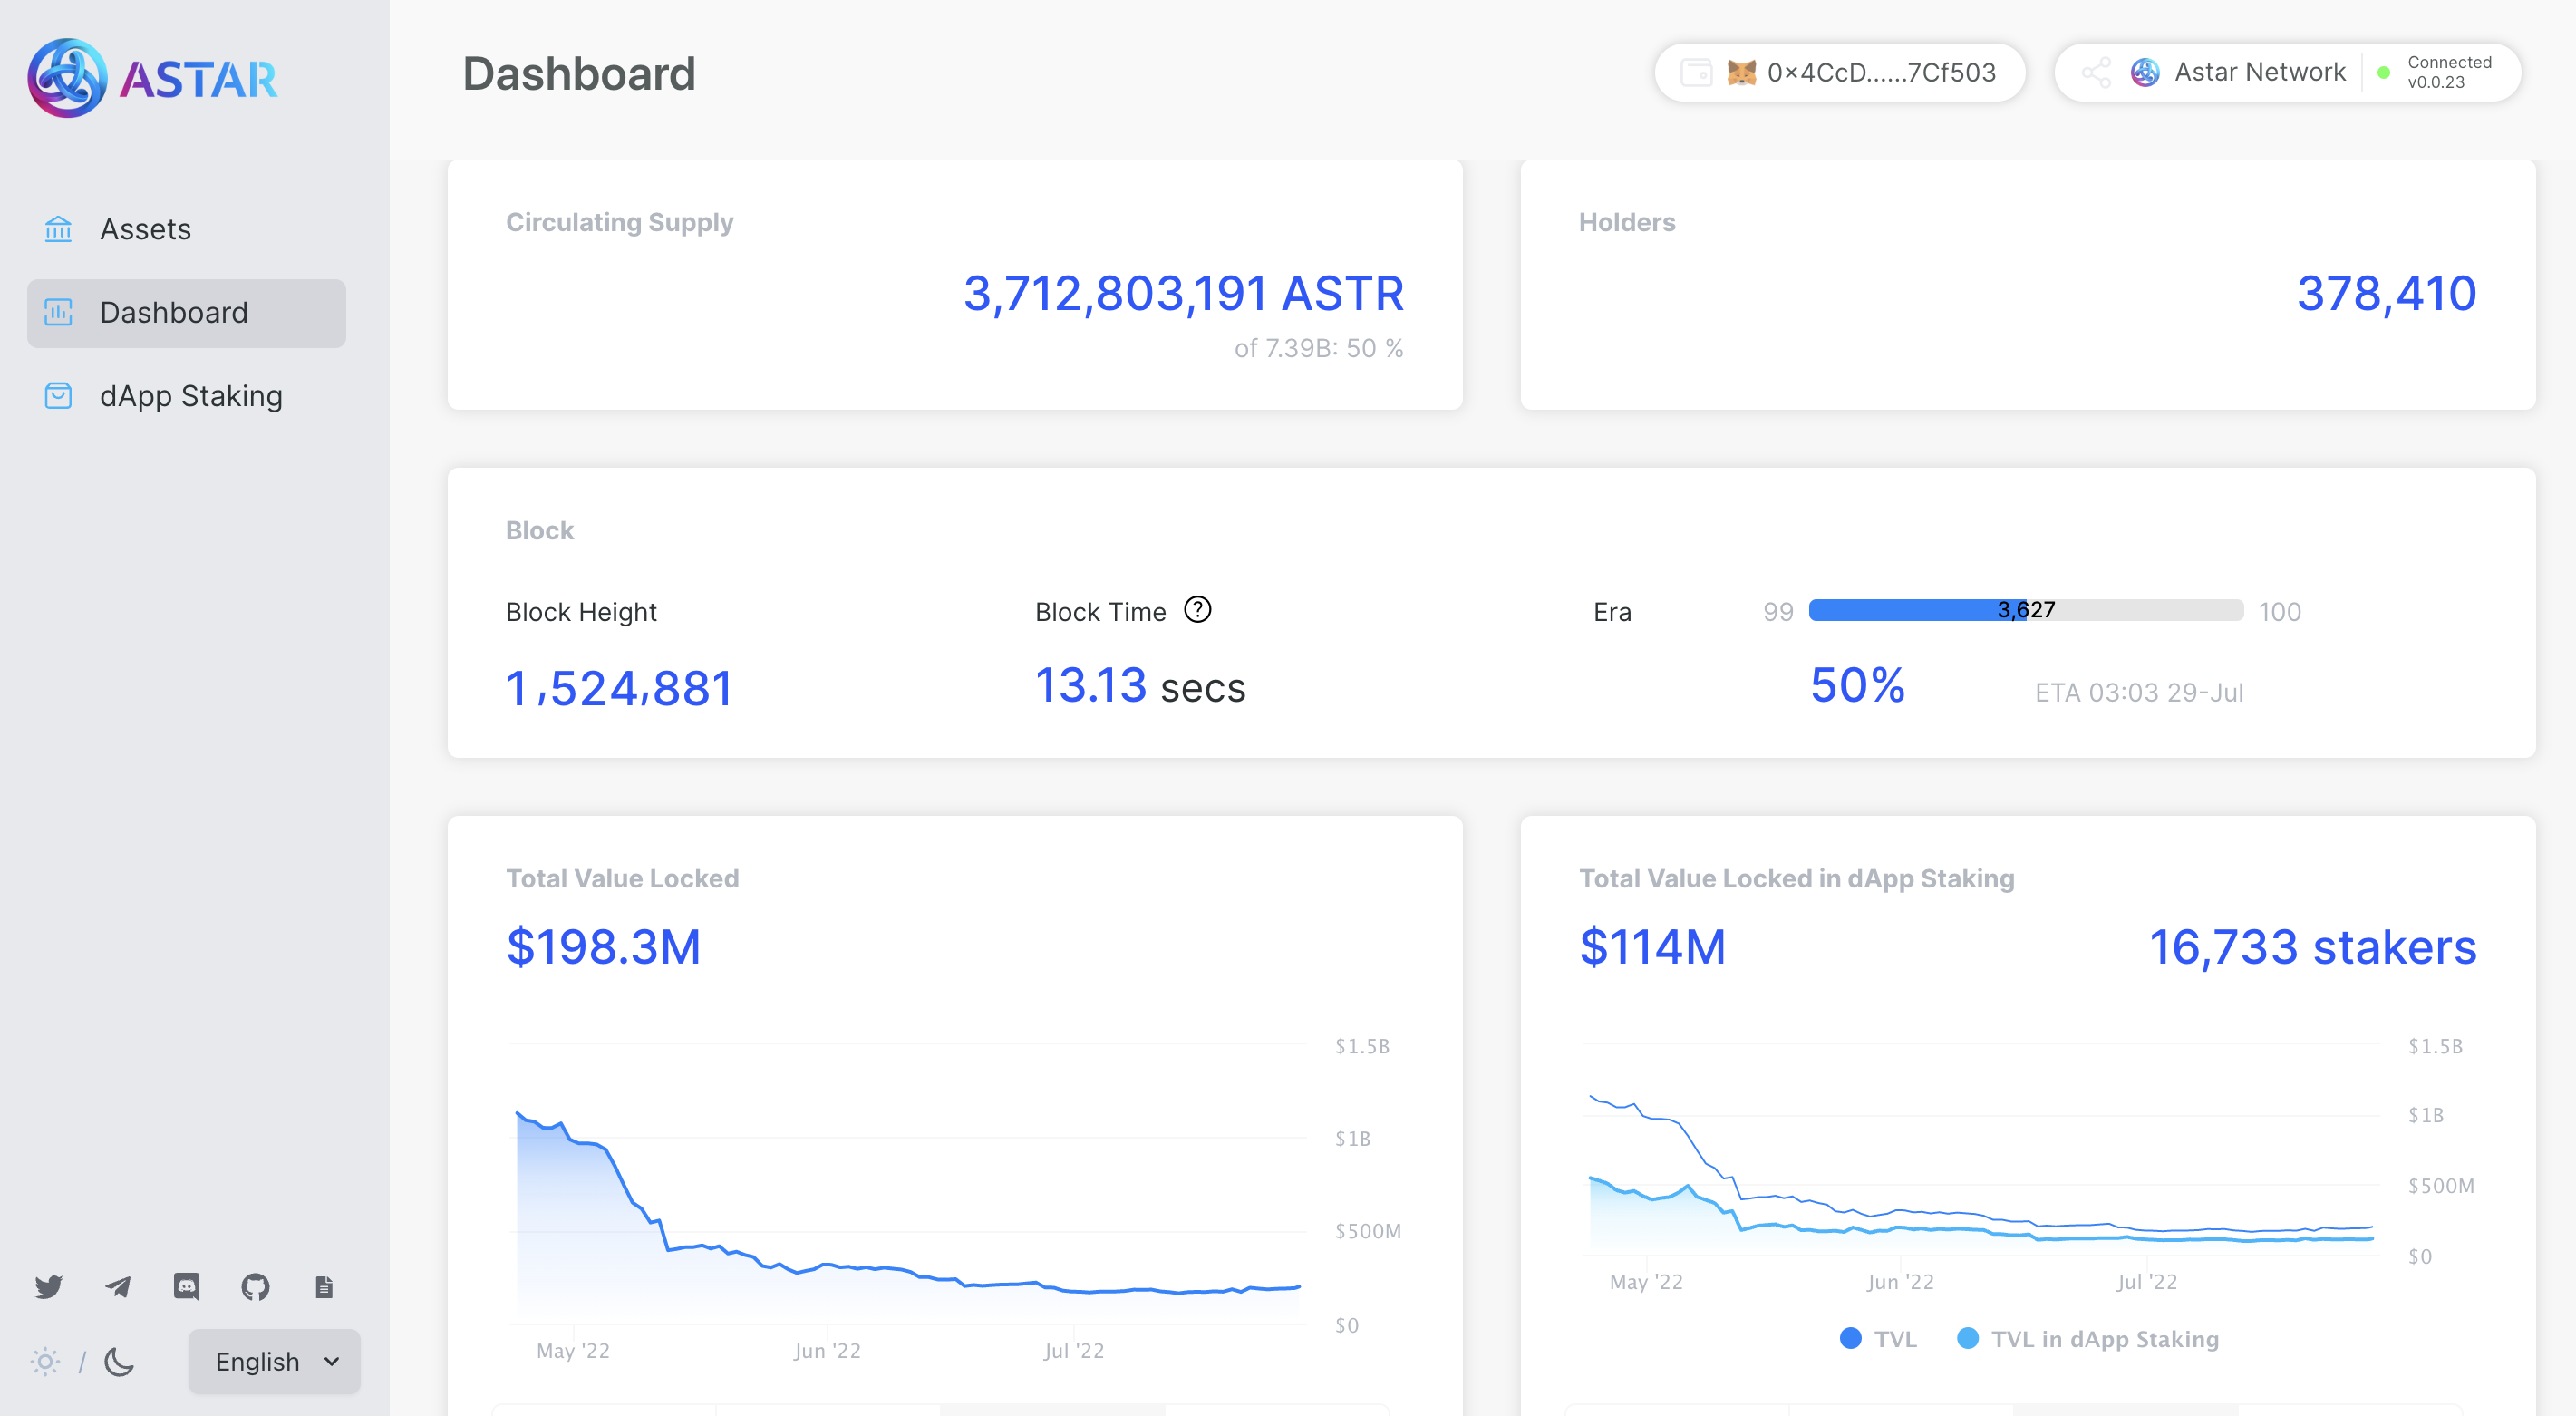 ASTAR
Assets
Dashboard
dApp Staking
English
/
Dashboard
0×4CcD......7Cf503
Astar Network
Connected
v0.0.23
Circulating Supply
3,712,803,191 ASTR
of 7.39B: 50 %
Holders
378,410
Block
Block Height
1,524,881
Block Time ?
13.13 secs
Era
99
3,627
100
50%
ETA 03:03 29-Jul
Total Value Locked
$198.3M
$1.5B
$1B
$500M
$0
May '22
Jun '22
Jul '22
Total Value Locked in dApp Staking
$114M
16,733 stakers
$1.5B
$1B
$500M
$0
May '22
Jun '22
Jul '22
TVL
TVL in dApp Staking